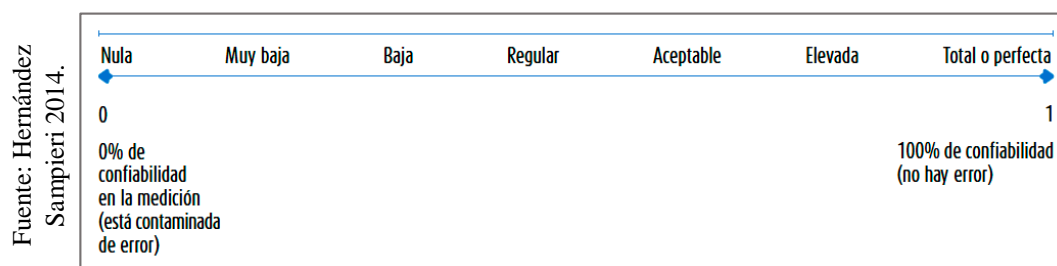 Fuente: Hernández
Sampieri 2014.
Nula Muy baja Baja Regular Aceptable Elevada Total o perfecta
0 1
0% de
confiabilidad
en la medición
(está contaminada
de error)
100% de confiabilidad
(no hay error)